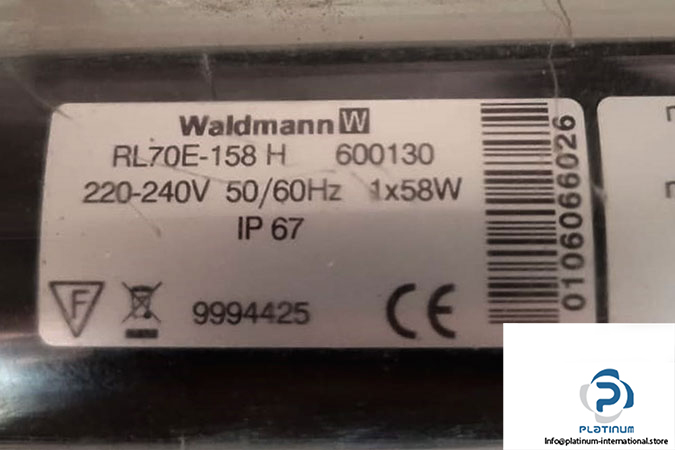 Waldmann W
RL70E-158 H 600130
220-240V 50/60Hz 1x58W
IP 67
F
9994425
CE
0106066026
PLATINUM
Info@platinum-international.store